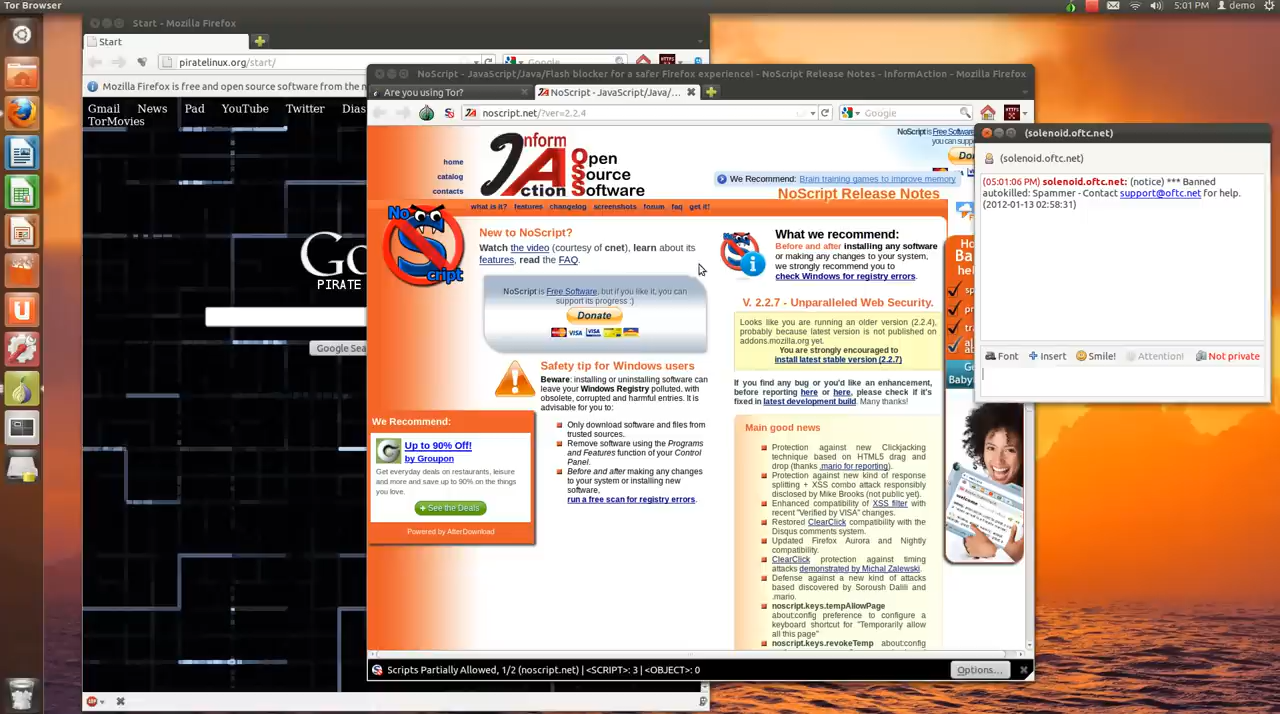 Tor Browser
5:01 PM
demo
Start - Mozilla Firefox
Start
piratelinux.org/start/
Google
Mozilla Firefox is free and open source software from the n
Gmail News Pad YouTube Twitter Dias
TorMovies
Go
PIRATE
Google Sea
NoScript - JavaScript/Java/Flash blocker for a safer Firefox experience! - NoScript Release Notes - InformAction - Mozilla Firefox
Are you using Tor?
NoScript - JavaScript/Java/...
noscript.net/?ver=2.2.4
Google
home
catalog
contacts
Inform
Action
Open
Source
Software
NoScript is Free Software
you can suppo
Don
We Recommend: Brain training games to improve memory
NoScript Release Notes
what is it? features changelog screenshots forum faq get it!
No
Script
New to NoScript?
Watch the video (courtesy of cnet), learn about its
features, read the FAQ.
NoScript is Free Software, but if you like it, you can
support its progress :)
Donate
VISA VISA
Safety tip for Windows users
Beware: installing or uninstalling software can
leave your Windows Registry polluted, with
obsolete, corrupted and harmful entries. It is
advisable for you to:
Only download software and files from
trusted sources.
Remove software using the Programs
and Features function of your Control
Panel.
Before and after making any changes
to your system or installing new
software,
run a free scan for registry errors.
We Recommend:
Up to 90% Off!
by Groupon
Get everyday deals on restaurants, leisure
and more and save up to 90% on the things
you love.
+ See the Deals
Powered by AfterDownload
What we recommend:
Before and after installing any software
or making any changes to your system,
we strongly recommend you to
check Windows for registry errors.
V. 2.2.7 - Unparalleled Web Security.
Looks like you are running an older version (2.2.4),
probably because latest version is not published on
addons.mozilla.org yet.
You are strongly encouraged to
install latest stable version (2.2.7)
If you find any bug or you'd like an enhancement,
before reporting here or here, please check if it's
fixed in latest development build. Many thanks!
Main good news
Protection against new Clickjacking
technique based on HTML5 drag and
drop (thanks .mario for reporting).
Protection against new kind of response
splitting + XSS combo attack responsibly
disclosed by Mike Brooks (not public yet).
Enhanced compatibility of XSS filter with
recent "Verified by VISA" changes.
Restored ClearClick compatibility with the
Disqus comments system.
Updated Firefox Aurora and Nightly
compatibility.
ClearClick protection against timing
attacks demonstrated by Michal Zalewski.
Defense against a new kind of attacks
based discovered by Soroush Dalili and
.mario.
noscript.keys.tempAllowPage
about:config preference to configure a
keyboard shortcut for "Temporarily allow
all this page"
noscript.keys.revokeTemp about:config
Scripts Partially Allowed, 1/2 (noscript.net) | <SCRIPT>: 3 | <OBJECT>: 0
Options...
(solenoid.oftc.net)
(solenoid.oftc.net)
(05:01:06 PM) solenoid.oftc.net: (notice) *** Banned
autokilled: Spammer - Contact support@oftc.net for help.
(2012-01-13 02:58:31)
Font Insert Smile! Attention! Not private